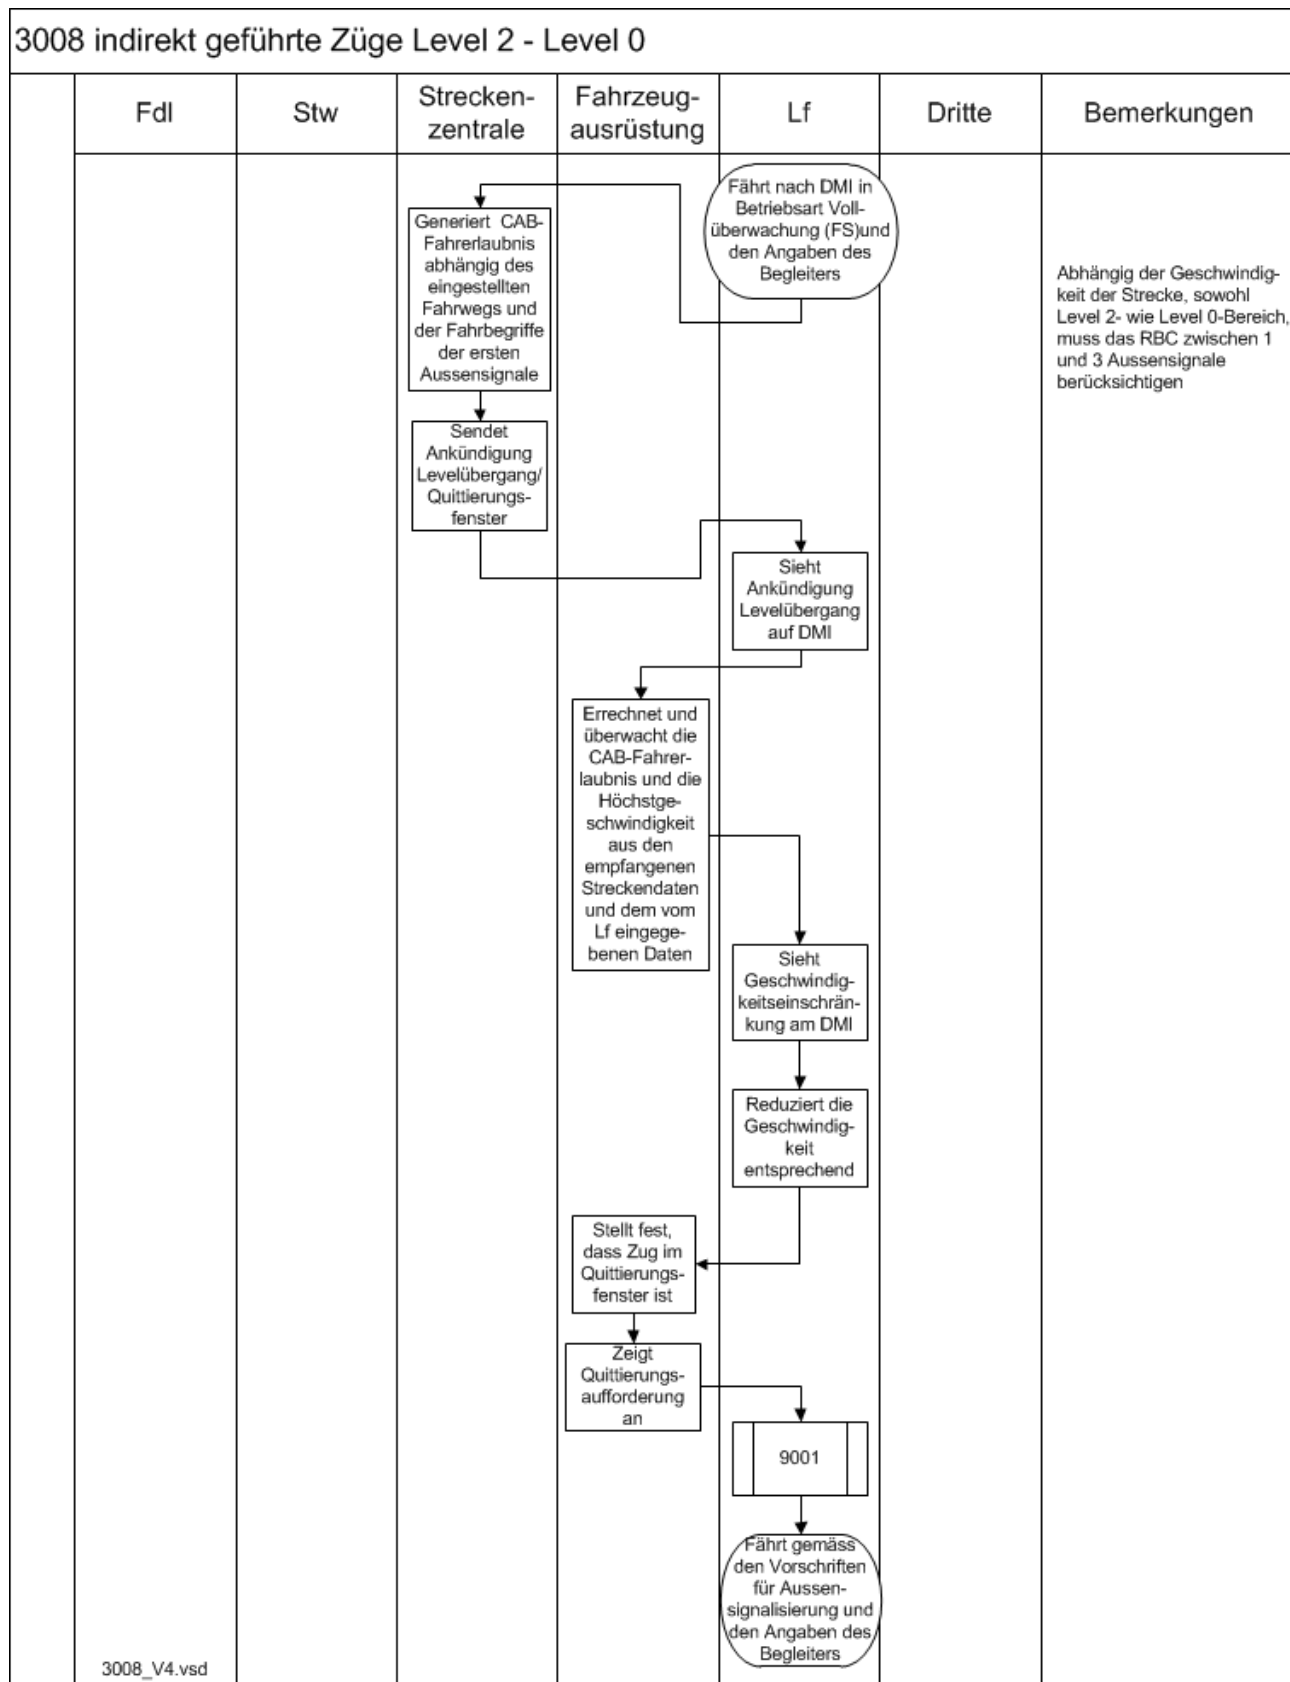 3008 indirekt geführte Züge Level 2 - Level 0
Fdl
Stw
Strecken-
zentrale
Fahrzeug-
ausrüstung
Lf
Dritte
Bemerkungen
Fährt nach DMI in
Betriebsart Voll-
überwachung (FS)und
den Angaben des
Begleiters
Generiert CAB-
Fahrerlaubnis
abhängig des
eingestellten
Fahrwegs und
der Fahrbegriffe
der ersten
Aussensignale
Abhängig der Geschwindig-
keit der Strecke, sowohl
Level 2- wie Level 0-Bereich,
muss das RBC zwischen 1
und 3 Aussensignale
berücksichtigen
Sendet
Ankündigung
Levelübergang/
Quittierungs-
fenster
Sieht
Ankündigung
Levelübergang
auf DMI
Errechnet und
überwacht die
CAB-Fahrer-
laubnis und die
Höchstge-
schwindigkeit
aus den
empfangenen
Streckendaten
und dem vom
Lf eingege-
benen Daten
Sieht
Geschwindig-
keitseinschrän-
kung am DMI
Reduziert die
Geschwindig-
keit
entsprechend
Stellt fest,
dass Zug im
Quittierungs-
fenster ist
Zeigt
Quittierungs-
aufforderung
an
9001
Fährt gemäss
den Vorschriften
für Aussen-
signalisierung und
den Angaben des
Begleiters
3008_V4.vsd